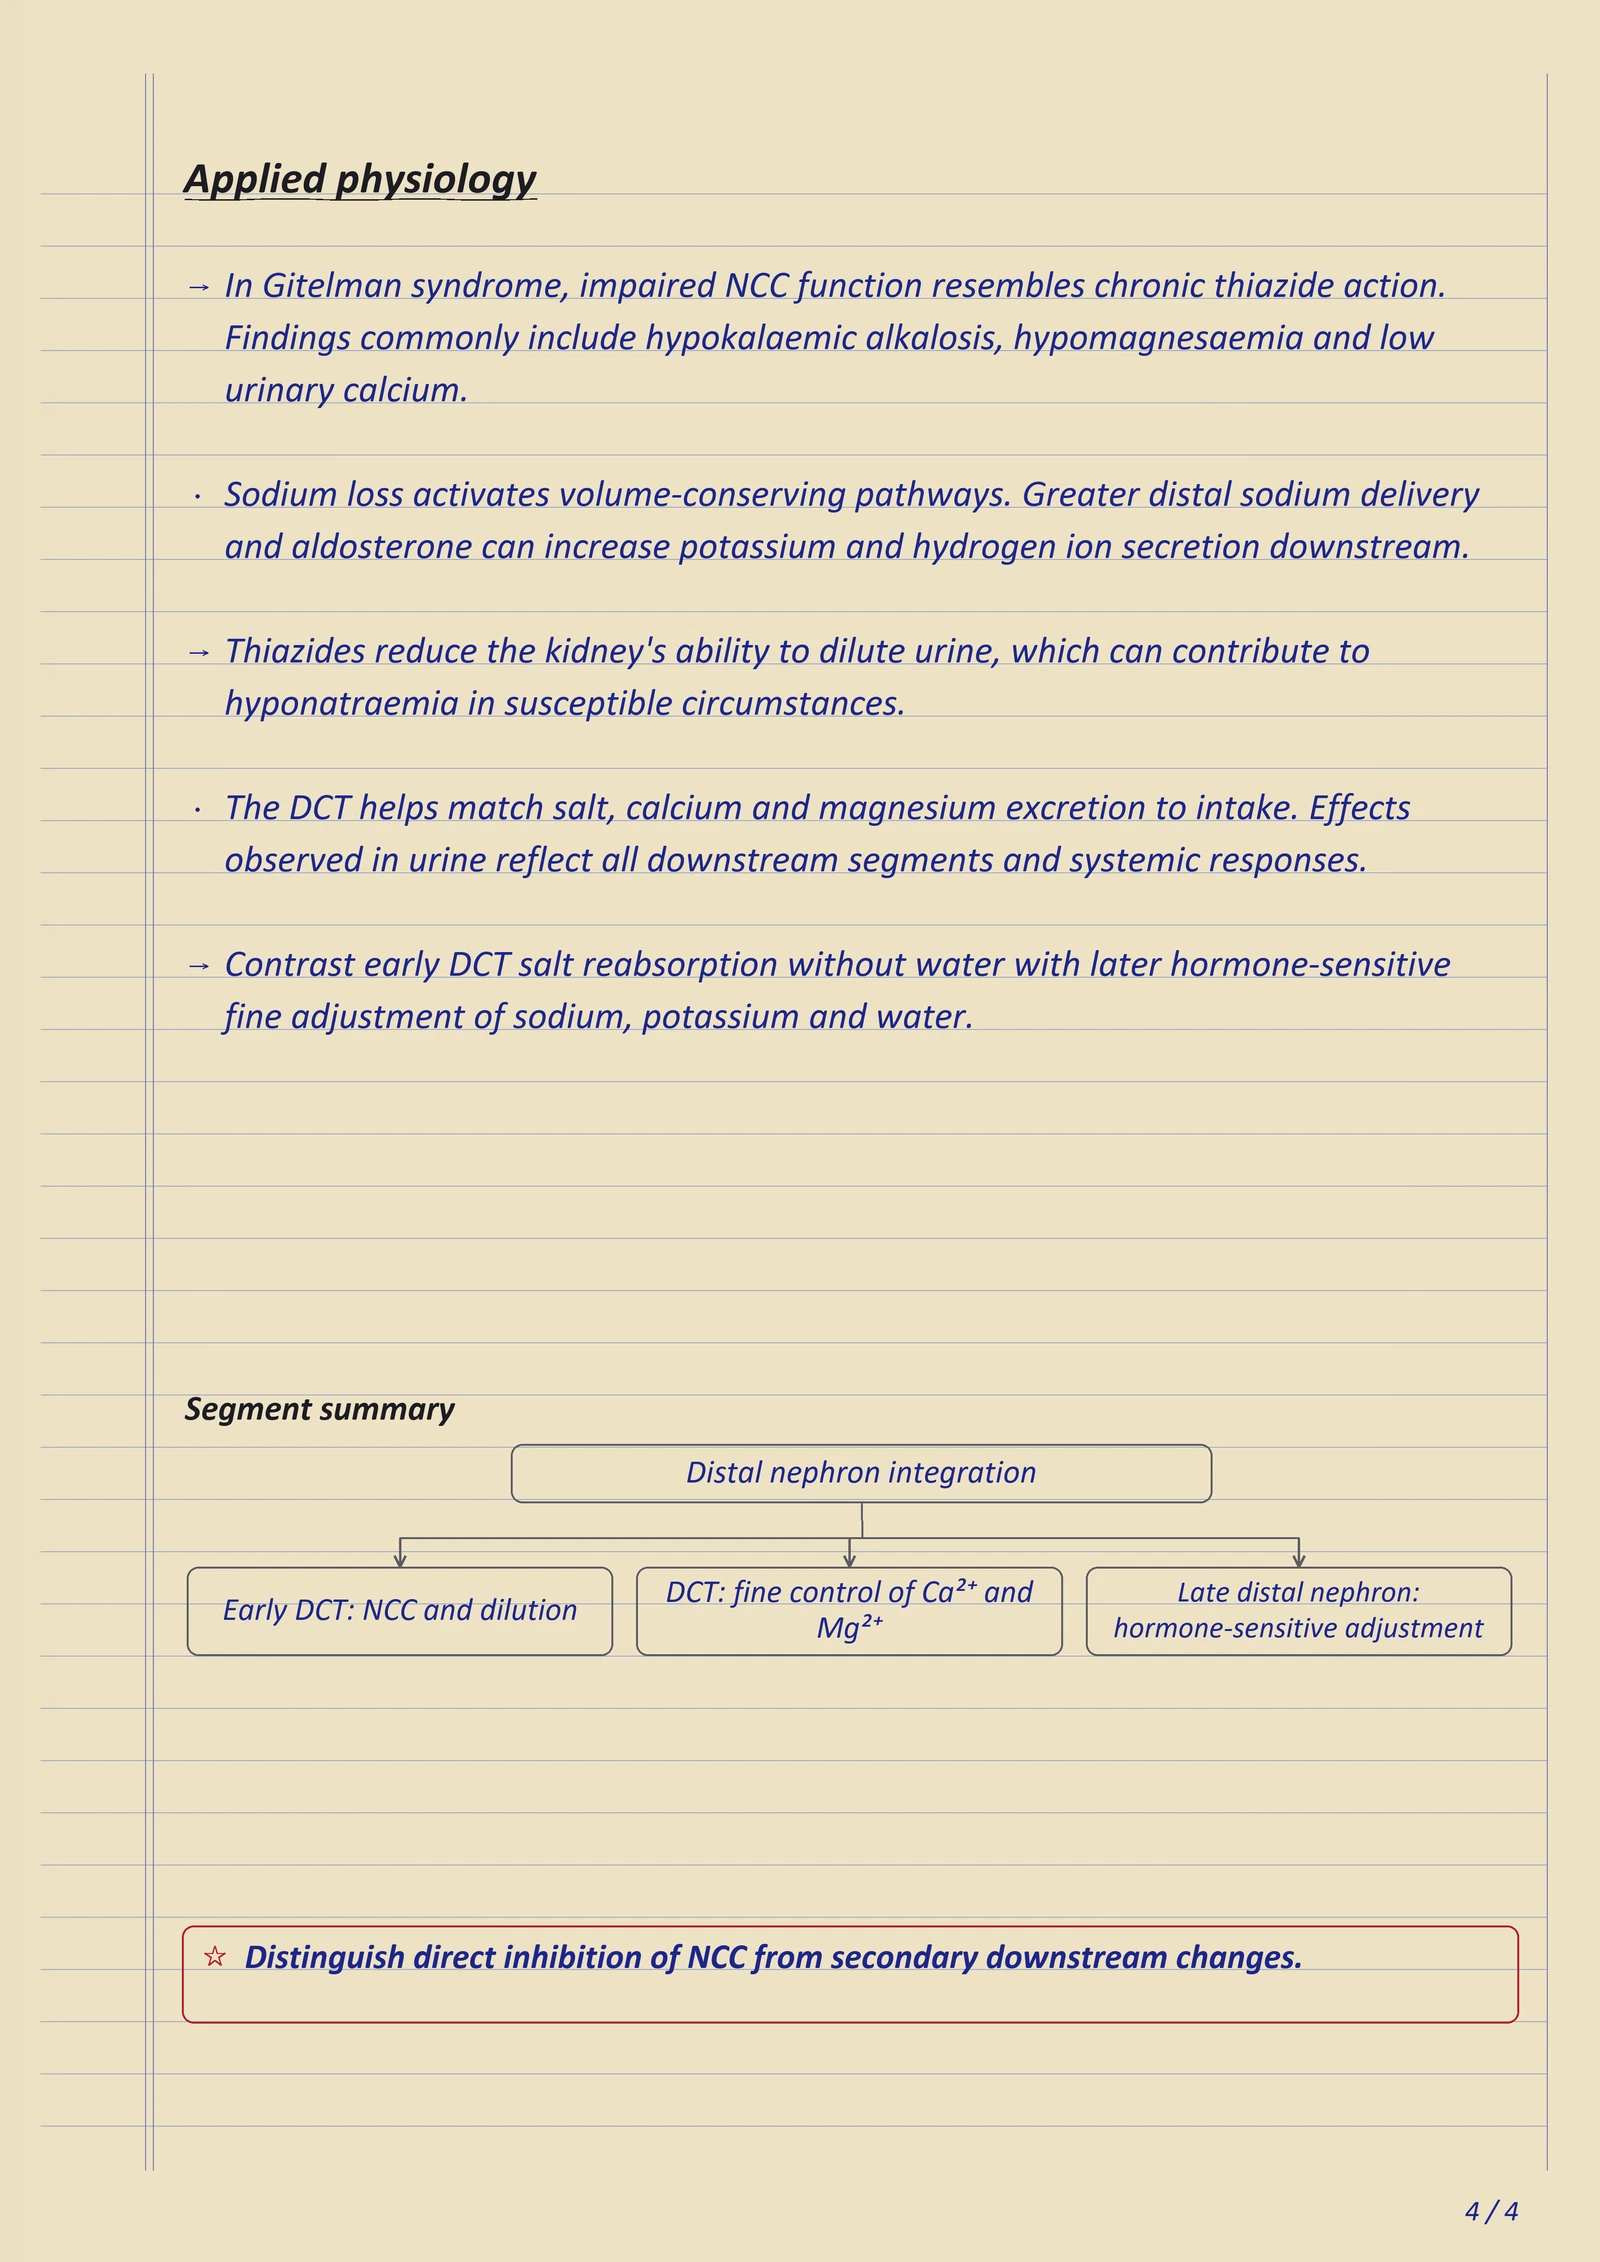 Applied physiology
→ In Gitelman syndrome, impaired NCC function resembles chronic thiazide action.
Findings commonly include hypokalaemic alkalosis, hypomagnesaemia and low
urinary calcium.
· Sodium loss activates volume-conserving pathways. Greater distal sodium delivery
and aldosterone can increase potassium and hydrogen ion secretion downstream.
→ Thiazides reduce the kidney's ability to dilute urine, which can contribute to
hyponatraemia in susceptible circumstances.
· The DCT helps match salt, calcium and magnesium excretion to intake. Effects
observed in urine reflect all downstream segments and systemic responses.
→ Contrast early DCT salt reabsorption without water with later hormone-sensitive
fine adjustment of sodium, potassium and water.
Segment summary
Distal nephron integration
Early DCT: NCC and dilution
DCT: fine control of Ca²⁺ and
Mg²⁺
Late distal nephron:
hormone-sensitive adjustment
☆ Distinguish direct inhibition of NCC from secondary downstream changes.
4 / 4